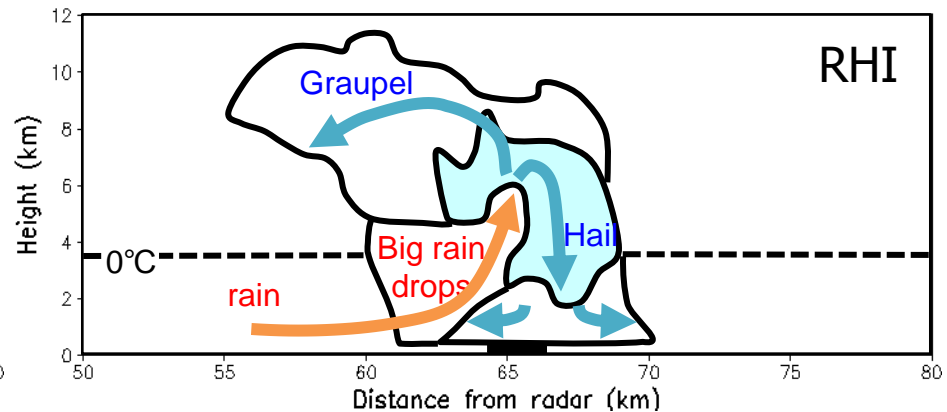 12
10
8
6
4
2
0
Height (km)
RHI
Graupel
Hail
Big rain
drops
0°C
rain
0
50
55
60
65
70
75
80
Distance from radar (km)